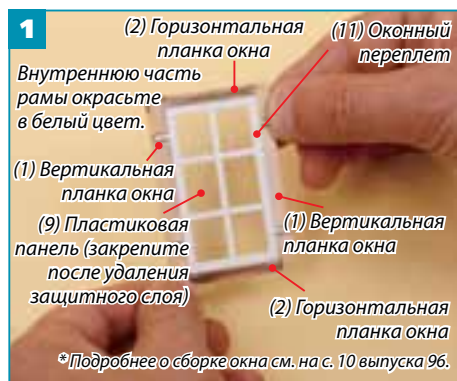 1
(2) Горизонтальная
планка окна
(11) Оконный
переплет
Внутреннюю часть
рамы окрасьте
в белый цвет.
(1) Вертикальная
планка окна
(9) Пластиковая
панель (закрепите
после удаления
защитного слоя)
(1) Вертикальная
планка окна
(2) Горизонтальная
планка окна
* Подробнее о сборке окна см. на с. 10 выпуска 96.